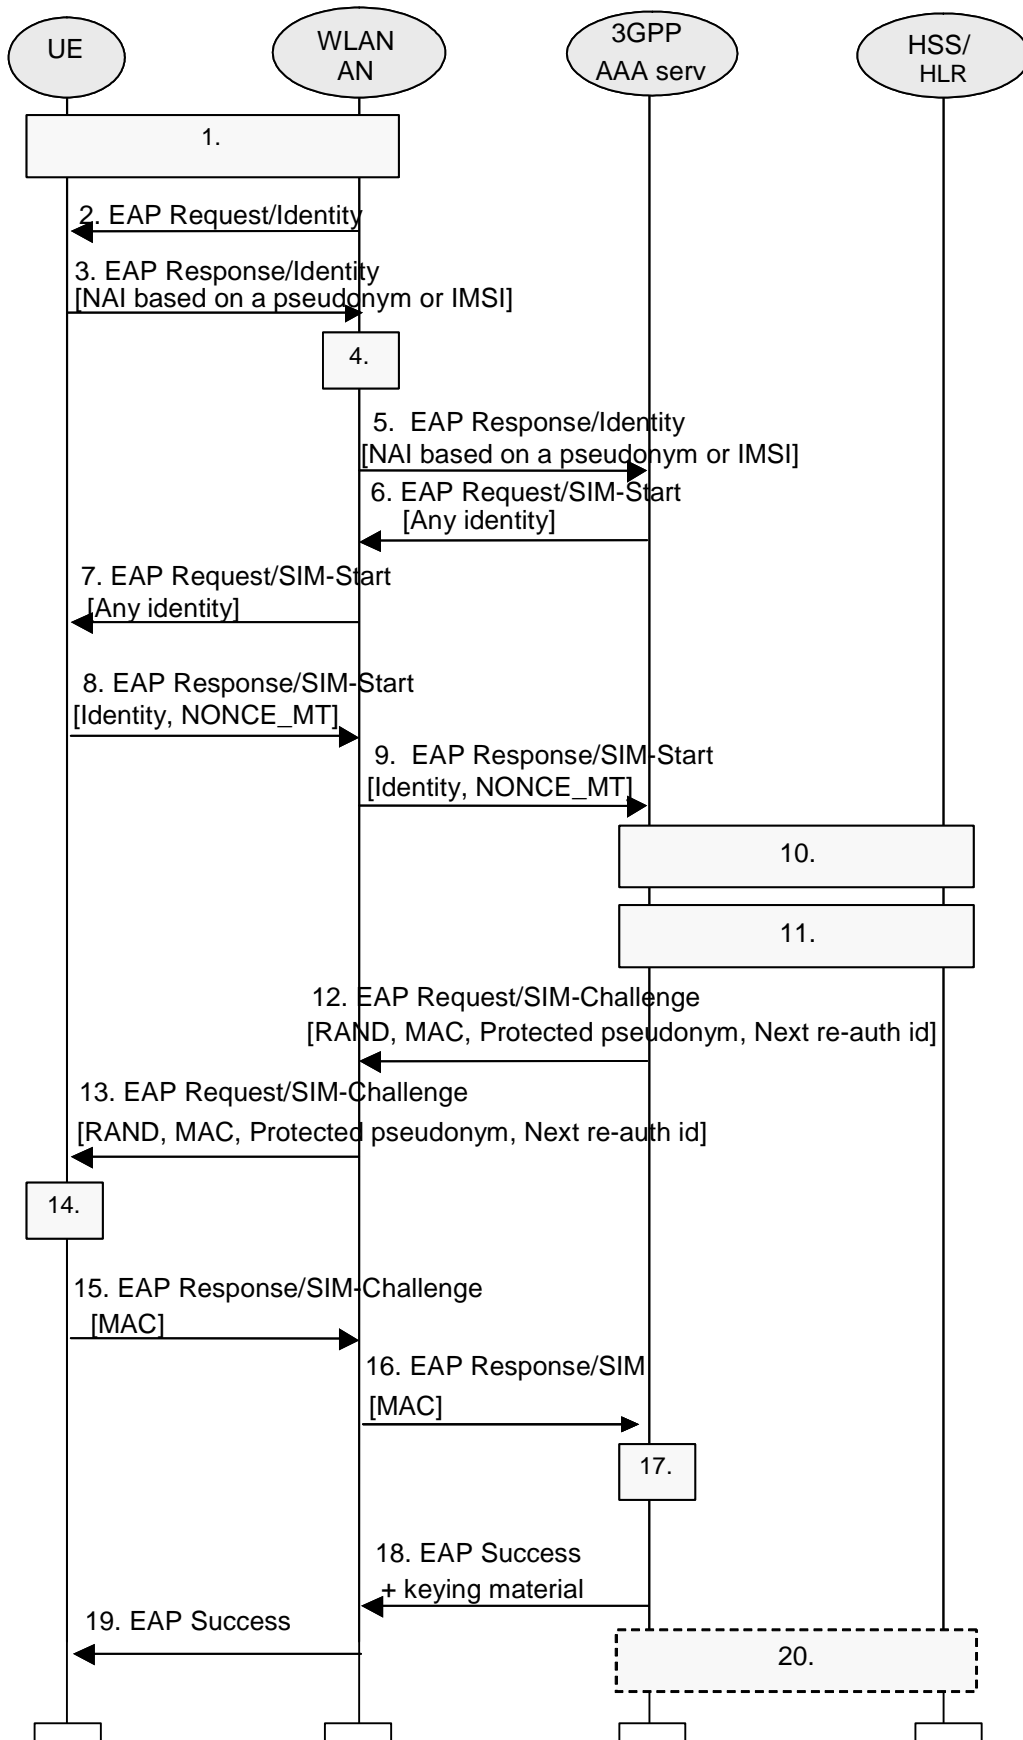 UE
WLAN
AN
3GPP
AAA serv
HSS/
HLR
1.
2. EAP Request/Identity
3. EAP Response/Identity
[NAI based on a pseudonym or IMSI]
4.
5. EAP Response/Identity
[NAI based on a pseudonym or IMSI]
6. EAP Request/SIM-Start
[Any identity]
7. EAP Request/SIM-Start
[Any identity]
8. EAP Response/SIM-Start
[Identity, NONCE_MT]
9. EAP Response/SIM-Start
[Identity, NONCE_MT]
10.
11.
12. EAP Request/SIM-Challenge
[RAND, MAC, Protected pseudonym, Next re-auth id]
13. EAP Request/SIM-Challenge
[RAND, MAC, Protected pseudonym, Next re-auth id]
14.
15. EAP Response/SIM-Challenge
[MAC]
16. EAP Response/SIM
[MAC]
17.
18. EAP Success
+ keying material
19. EAP Success
20.